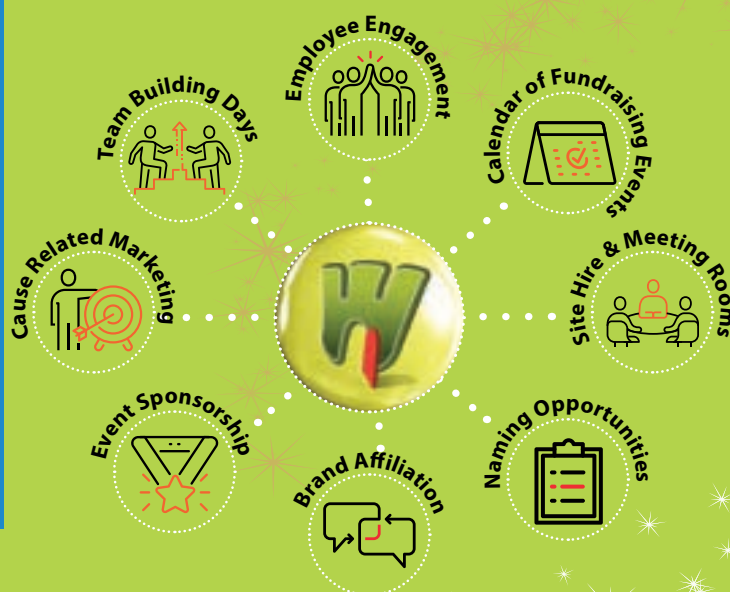 Employee Engagement
Calendar of Fundraising Events
Site Hire & Meeting Rooms
Naming Opportunities
Brand Affiliation
Event Sponsorship
Cause Related Marketing
Team Building Days
W